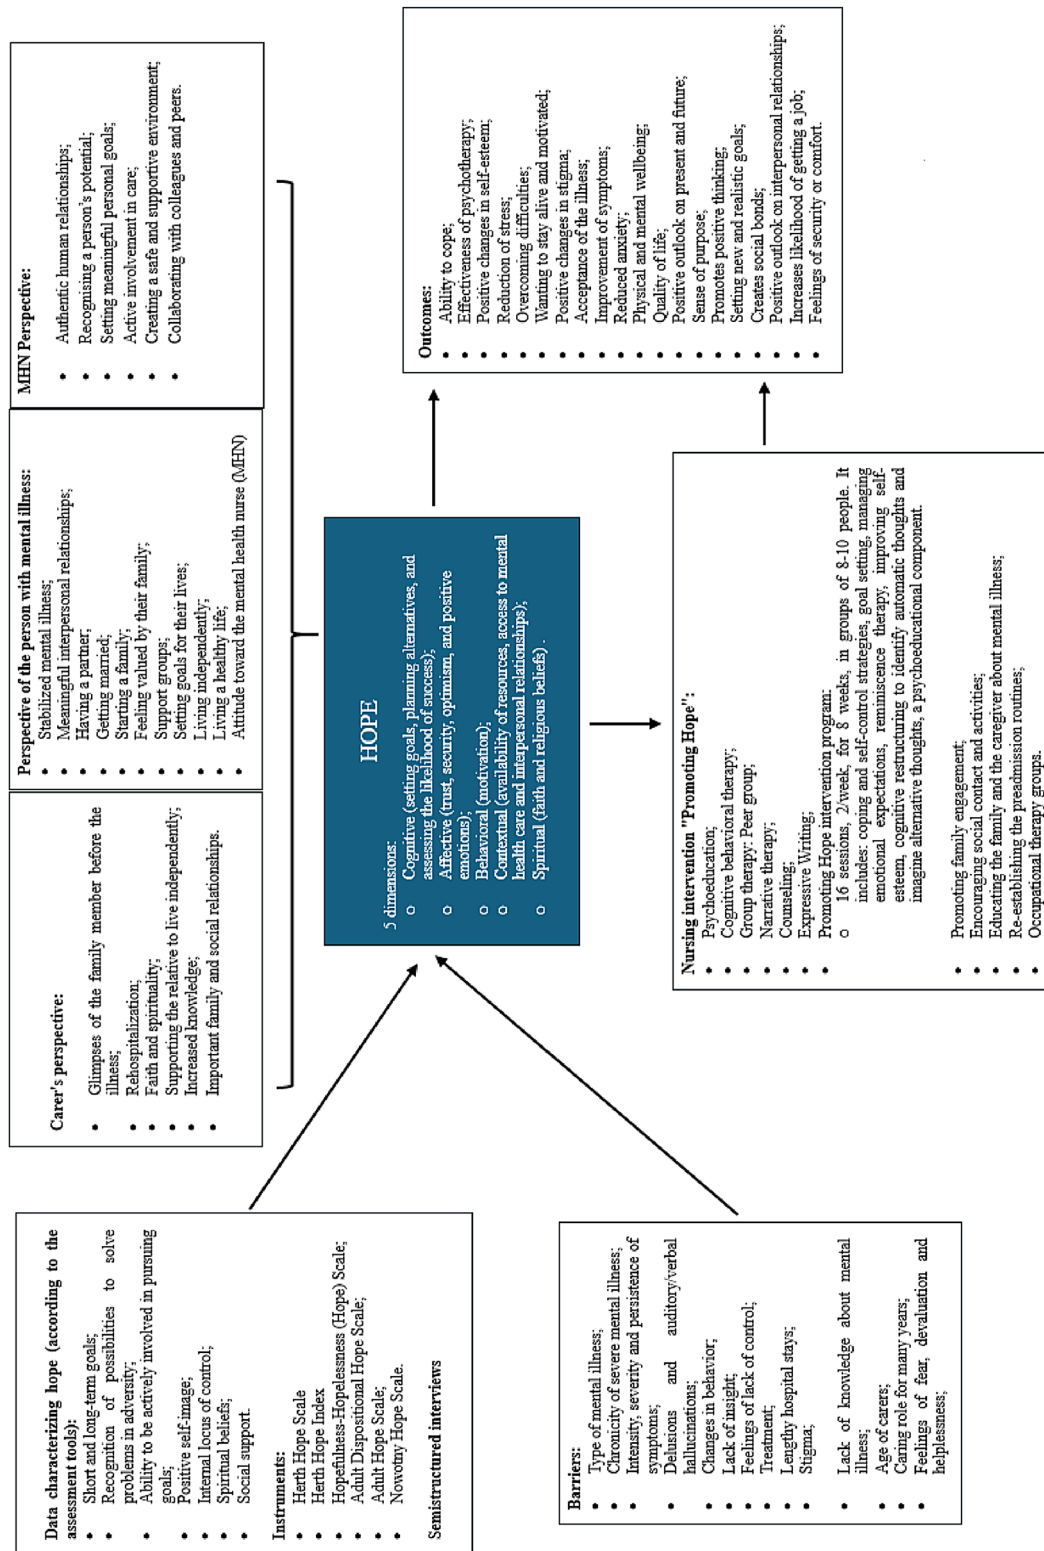 Data characterizing hope (according to the
assessment tools):
• Short and long-term goals;
• Recognition of possibilities to solve
problems in adversity;
• Ability to be actively involved in pursuing
goals;
• Positive self-image;
• Internal locus of control;
• Spiritual beliefs;
• Social support.
Instruments:
• Herth Hope Scale
• Herth Hope Index
• Hopefulness-Hopelessness (Hope) Scale;
• Adult Dispositional Hope Scale;
• Adult Hope Scale;
• Nowotny Hope Scale.
Semistructured interviews
Carer's perspective:
• Glimpses of the family member before the
illness;
• Rehospitalization;
• Faith and spirituality;
• Supporting the relative to live independently;
• Increased knowledge;
• Important family and social relationships.
Perspective of the person with mental illness:
• Stabilized mental illness;
• Meaningful interpersonal relationships;
• Having a partner;
• Getting married;
• Starting a family;
• Feeling valued by their family;
• Support groups;
• Setting goals for their lives;
• Living independently;
• Living a healthy life;
• Attitude toward the mental health nurse (MHN)
MHN Perspective:
• Authentic human relationships;
• Recognising a person's potential;
• Setting meaningful personal goals;
• Active involvement in care;
• Creating a safe and supportive environment;
• Collaborating with colleagues and peers.
HOPE
5 dimensions:
o Cognitive (setting goals, planning alternatives, and
assessing the likelihood of success);
o Affective (trust, security, optimism, and positive
emotions);
o Behavioral (motivation);
o Contextual (availability of resources, access to mental
health care and interpersonal relationships);
o Spiritual (faith and religious beliefs) .
Outcomes:
• Ability to cope;
• Effectiveness of psychotherapy;
• Positive changes in self-esteem;
• Reduction of stress;
• Overcoming difficulties;
• Wanting to stay alive and motivated;
• Positive changes in stigma;
• Acceptance of the illness;
• Improvement of symptoms;
• Reduced anxiety;
• Physical and mental wellbeing;
• Quality of life;
• Positive outlook on present and future;
• Sense of purpose;
• Promotes positive thinking;
• Setting new and realistic goals;
• Creates social bonds;
• Positive outlook on interpersonal relationships;
• Increases likelihood of getting a job;
• Feelings of security or comfort.
Barriers:
• Type of mental illness;
• Chronicity of severe mental illness;
• Intensity, severity and persistence of
symptoms;
• Delusions and auditory/verbal
hallucinations;
• Changes in behavior;
• Lack of insight;
• Feelings of lack of control;
• Treatment;
• Lengthy hospital stays;
• Stigma;
• Lack of knowledge about mental
illness;
• Age of carers;
• Caring role for many years;
• Feelings of fear, devaluation and
helplessness;
Nursing intervention "Promoting Hope":
• Psychoeducation;
• Cognitive behavioral therapy;
• Group therapy: Peer group;
• Narrative therapy;
• Counseling;
• Expressive Writing;
• Promoting Hope intervention program:
o 16 sessions, 2/week, for 8 weeks, in groups of 8-10 people. It
includes: coping and self-control strategies, goal setting, managing
emotional expectations, reminiscence therapy, improving self-
esteem, cognitive restructuring to identify automatic thoughts and
imagine alternative thoughts, a psychoeducational component.
• Promoting family engagement;
• Encouraging social contact and activities;
• Educating the family and the caregiver about mental illness;
• Re-establishing the preadmission routines;
• Occupational therapy groups.